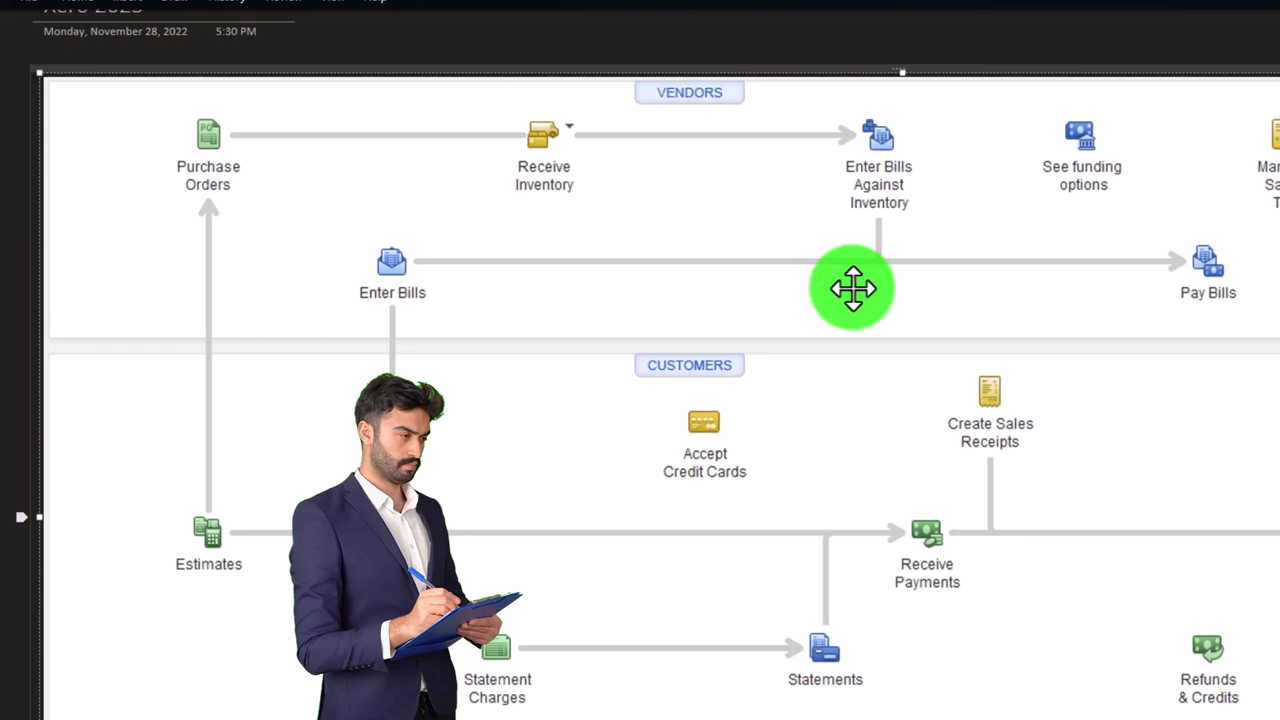 Xero 2023
Monday, November 28, 2022 5:30 PM
VENDORS
Purchase
Orders
Receive
Inventory
Enter Bills
Against
Inventory
See funding
options
Enter Bills
Pay Bills
CUSTOMERS
Accept
Credit Cards
Create Sales
Receipts
Estimates
Receive
Payments
Statement
Charges
Statements
Refunds
& Credits